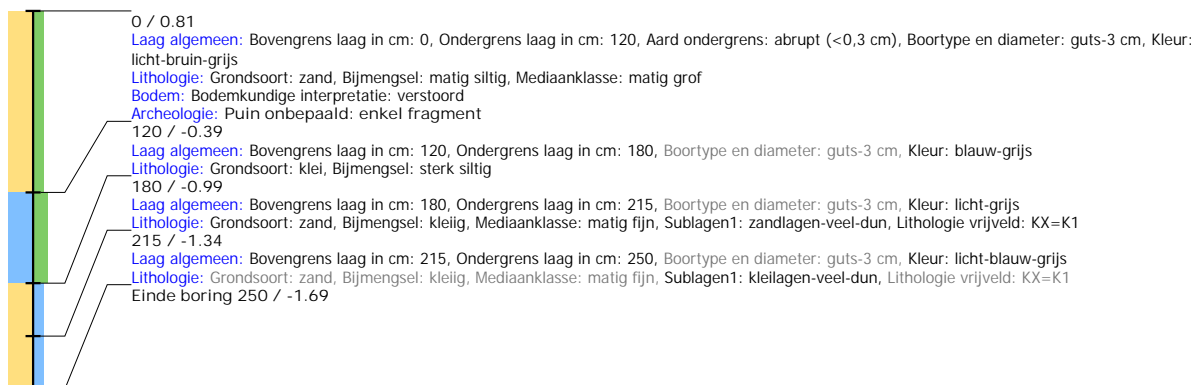 0 / 0.81
Laag algemeen: Bovengrens laag in cm: 0, Ondergrens laag in cm: 120, Aard ondergrens: abrupt (<0,3 cm), Boortype en diameter: guts-3 cm, Kleur:
licht-bruin-grijs
Lithologie: Grondsoort: zand, Bijmengsel: matig siltig, Mediaanklasse: matig grof
Bodem: Bodemkundige interpretatie: verstoord
Archeologie: Puin onbepaald: enkel fragment
120 / -0.39
Laag algemeen: Bovengrens laag in cm: 120, Ondergrens laag in cm: 180, Boortype en diameter: guts-3 cm, Kleur: blauw-grijs
Lithologie: Grondsoort: klei, Bijmengsel: sterk siltig
180 / -0.99
Laag algemeen: Bovengrens laag in cm: 180, Ondergrens laag in cm: 215, Boortype en diameter: guts-3 cm, Kleur: licht-grijs
Lithologie: Grondsoort: zand, Bijmengsel: kleiig, Mediaanklasse: matig fijn, Sublagen1: zandlagen-veel-dun, Lithologie vrijveld: KX=K1
215 / -1.34
Laag algemeen: Bovengrens laag in cm: 215, Ondergrens laag in cm: 250, Boortype en diameter: guts-3 cm, Kleur: licht-blauw-grijs
Lithologie: Grondsoort: zand, Bijmengsel: kleiig, Mediaanklasse: matig fijn, Sublagen1: kleilagen-veel-dun, Lithologie vrijveld: KX=K1
Einde boring 250 / -1.69